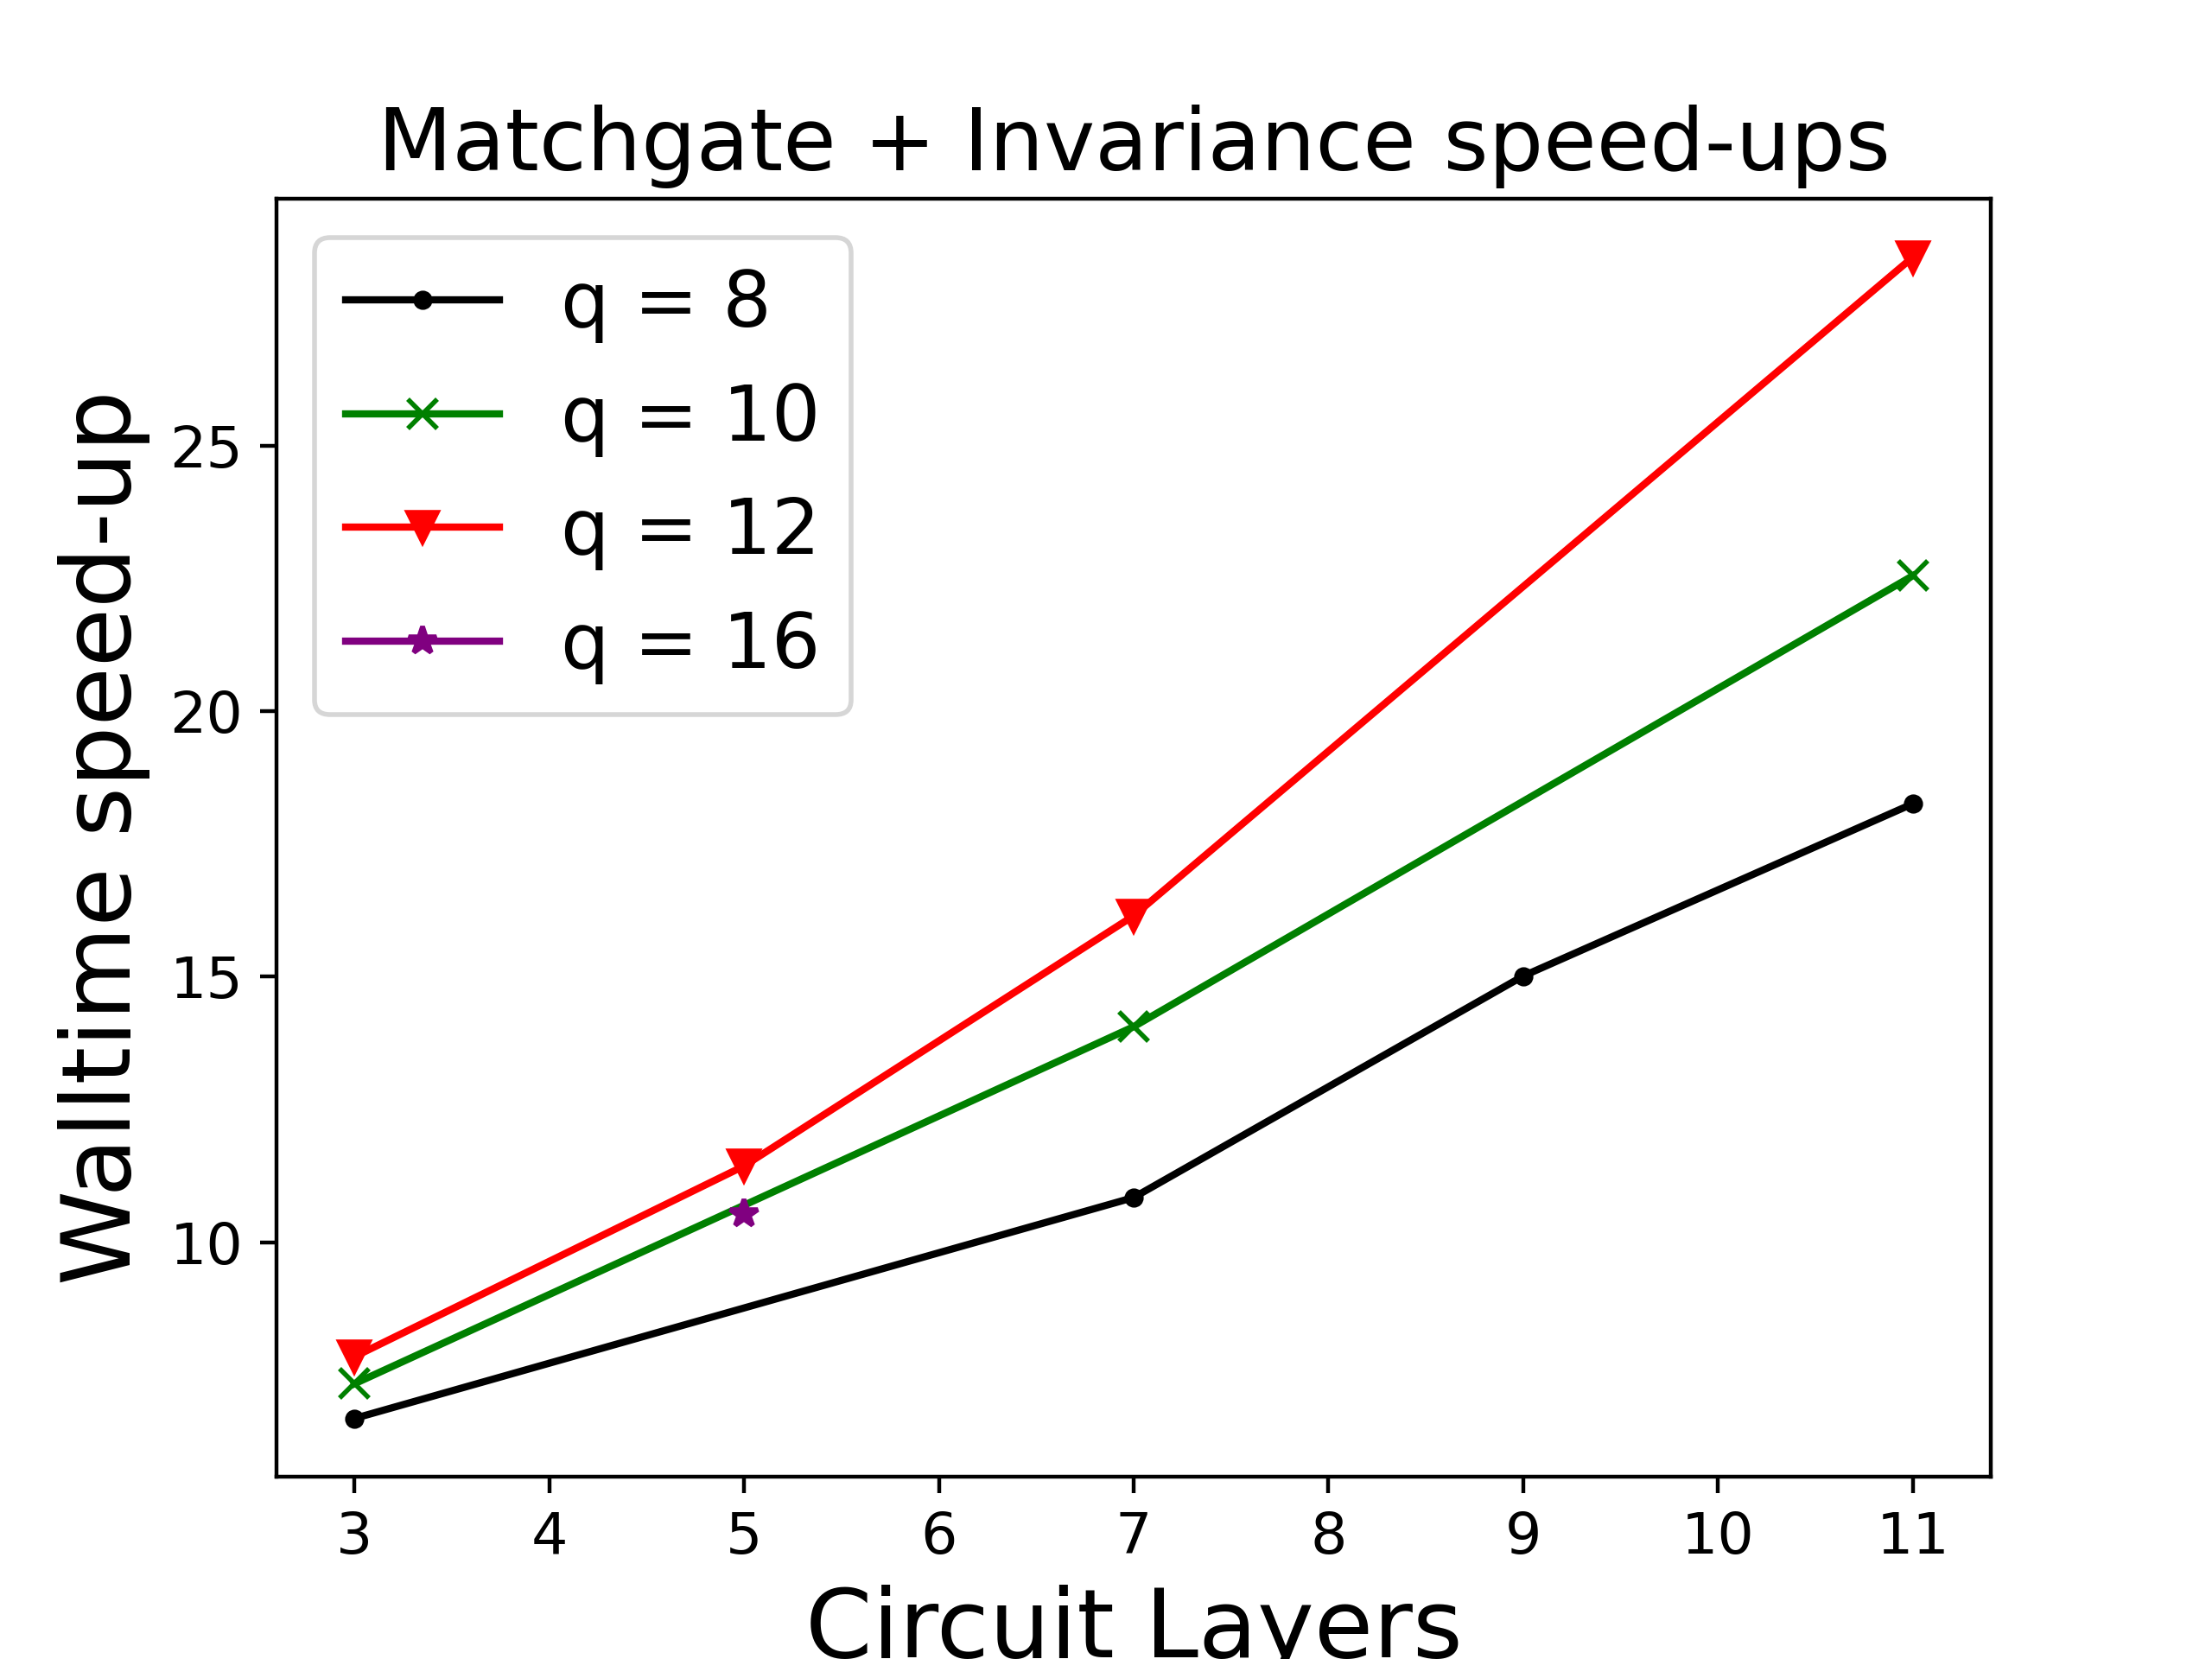 Matchgate + Invariance speed-ups
q = 8
q = 10
q = 12
q = 16
Walltime speed-up
25
20
15
10
3 4 5 6 7 8 9 10 11
Circuit Layers